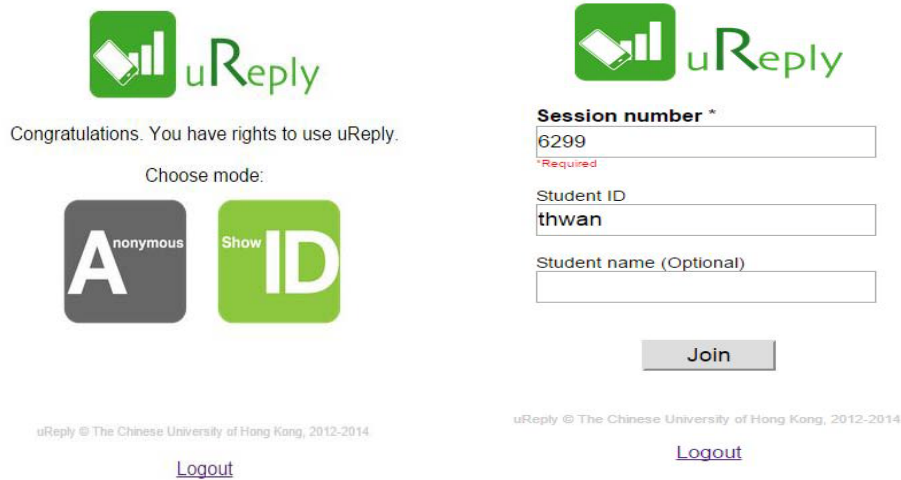 uReply
Congratulations. You have rights to use uReply.
Choose mode:
Anonymous
Show ID
uReply © The Chinese University of Hong Kong, 2012-2014
Logout
uReply
Session number *
6299
*Required
Student ID
thwan
Student name (Optional)
Join
uReply © The Chinese University of Hong Kong, 2012-2014
Logout